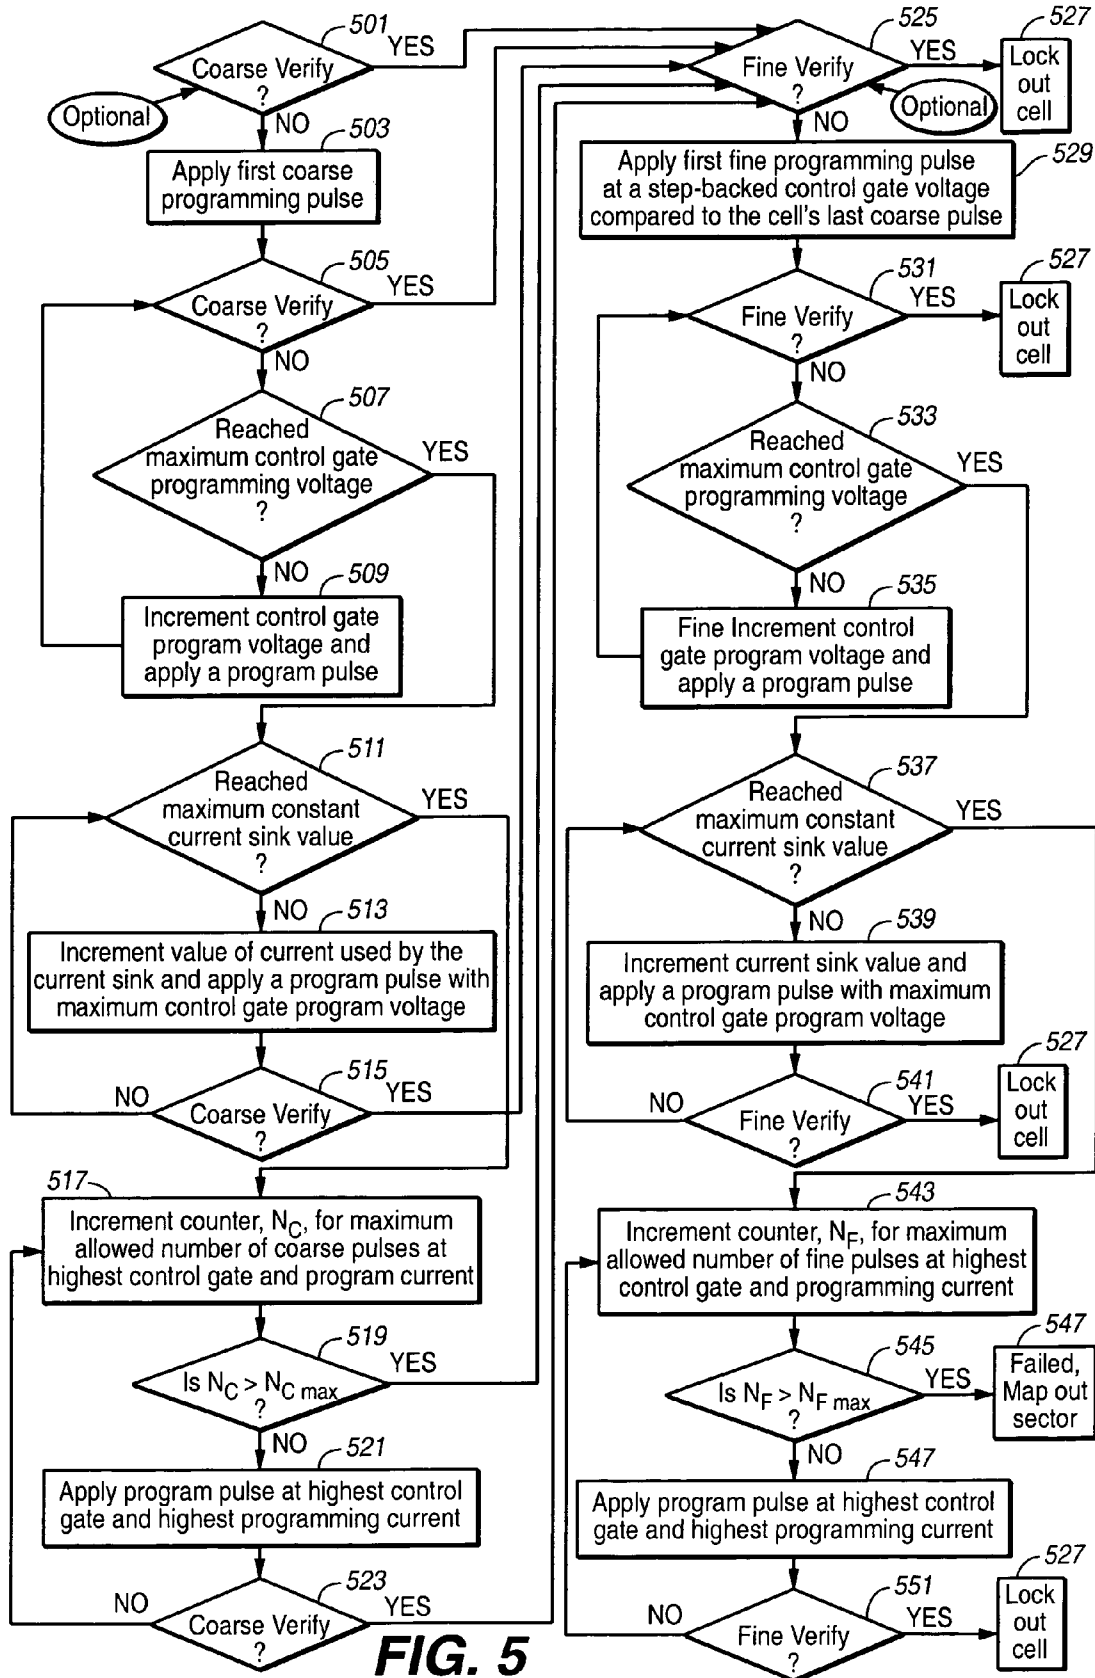 501
Coarse Verify
?
YES
Optional
NO
503
Apply first coarse
programming pulse
505
Coarse Verify
?
YES
NO
507
Reached
maximum control gate
programming voltage
?
YES
NO
509
Increment control gate
program voltage and
apply a program pulse
511
Reached
maximum constant
current sink value
?
YES
NO
513
Increment value of current used by the
current sink and apply a program pulse with
maximum control gate program voltage
515
NO
Coarse Verify
?
YES
517
Increment counter, NC, for maximum
allowed number of coarse pulses at
highest control gate and program current
519
Is NC > NC max
?
YES
NO
521
Apply program pulse at highest control
gate and highest programming current
523
NO
Coarse Verify
?
YES
525
Fine Verify
?
YES
Optional
NO
527
Lock
out
cell
529
Apply first fine programming pulse
at a step-backed control gate voltage
compared to the cell's last coarse pulse
531
Fine Verify
?
YES
NO
527
Lock
out
cell
533
Reached
maximum control gate
programming voltage
?
YES
NO
535
Fine Increment control
gate program voltage and
apply a program pulse
537
Reached
maximum constant
current sink value
?
YES
NO
539
Increment current sink value and
apply a program pulse with maximum
control gate program voltage
541
NO
Fine Verify
?
YES
527
Lock
out
cell
543
Increment counter, NF, for maximum
allowed number of fine pulses at highest
control gate and programming current
545
Is NF > NF max
?
YES
NO
547
Failed,
Map out
sector
547
Apply program pulse at highest control
gate and highest programming current
551
NO
Fine Verify
?
YES
527
Lock
out
cell
FIG. 5